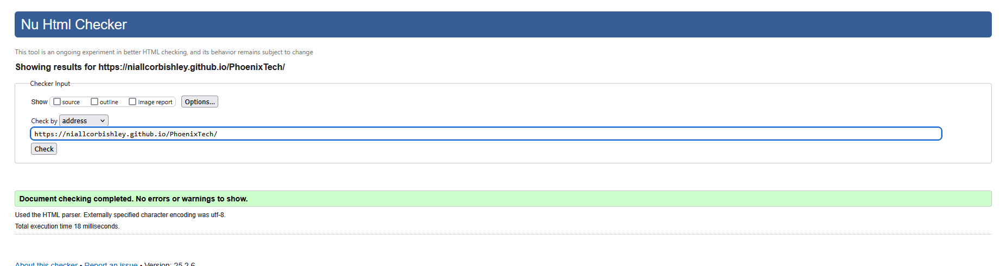 Nu Html Checker
This tool is an ongoing experiment in better HTML checking, and its behavior remains subject to change
Showing results for https://niallcorbishley.github.io/PhoenixTech/
Checker Input
Show source outline image report Options...
Check by address
https://niallcorbishley.github.io/PhoenixTech/
Check
Document checking completed. No errors or warnings to show.
Used the HTML parser. Externally specified character encoding was utf-8.
Total execution time 18 milliseconds.
About this checker • Report an issue • Version: 25.2.6